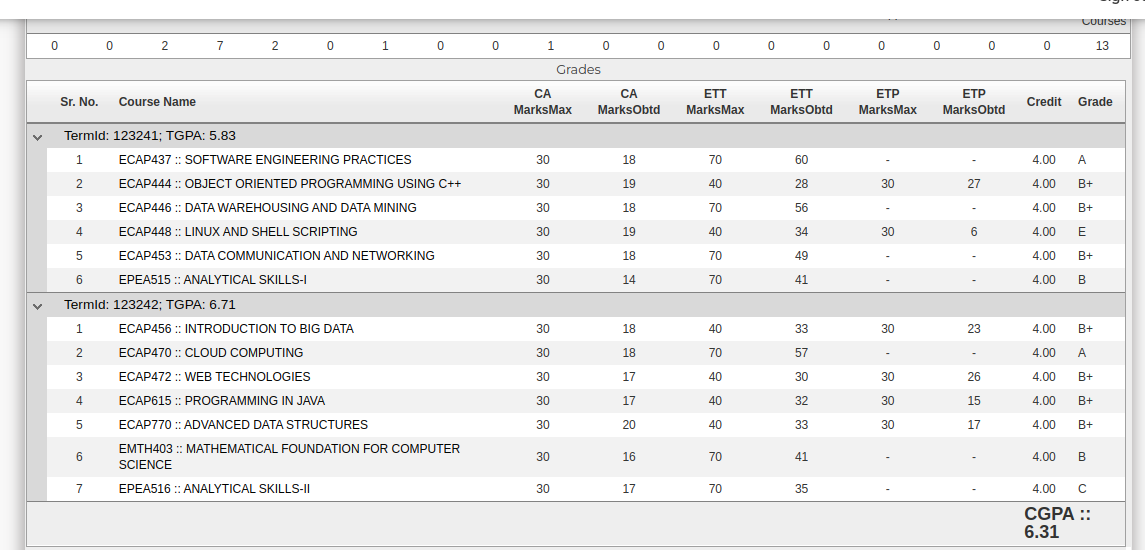 Courses
0 0 2 7 2 0 1 0 0 1 0 0 0 0 0 0 0 0 0 13
Grades
Sr. No. Course Name CA MarksMax CA MarksObtd ETT MarksMax ETT MarksObtd ETP MarksMax ETP MarksObtd Credit Grade
TermId: 123241; TGPA: 5.83
1 ECAP437 :: SOFTWARE ENGINEERING PRACTICES 30 18 70 60 - - 4.00 A
2 ECAP444 :: OBJECT ORIENTED PROGRAMMING USING C++ 30 19 40 28 30 27 4.00 B+
3 ECAP446 :: DATA WAREHOUSING AND DATA MINING 30 18 70 56 - - 4.00 B+
4 ECAP448 :: LINUX AND SHELL SCRIPTING 30 19 40 34 30 6 4.00 E
5 ECAP453 :: DATA COMMUNICATION AND NETWORKING 30 18 70 49 - - 4.00 B+
6 EPEA515 :: ANALYTICAL SKILLS-I 30 14 70 41 - - 4.00 B
TermId: 123242; TGPA: 6.71
1 ECAP456 :: INTRODUCTION TO BIG DATA 30 18 40 33 30 23 4.00 B+
2 ECAP470 :: CLOUD COMPUTING 30 18 70 57 - - 4.00 A
3 ECAP472 :: WEB TECHNOLOGIES 30 17 40 30 30 26 4.00 B+
4 ECAP615 :: PROGRAMMING IN JAVA 30 17 40 32 30 15 4.00 B+
5 ECAP770 :: ADVANCED DATA STRUCTURES 30 20 40 33 30 17 4.00 B+
6 EMTH403 :: MATHEMATICAL FOUNDATION FOR COMPUTER SCIENCE 30 16 70 41 - - 4.00 B
7 EPEA516 :: ANALYTICAL SKILLS-II 30 17 70 35 - - 4.00 C
CGPA ::
6.31